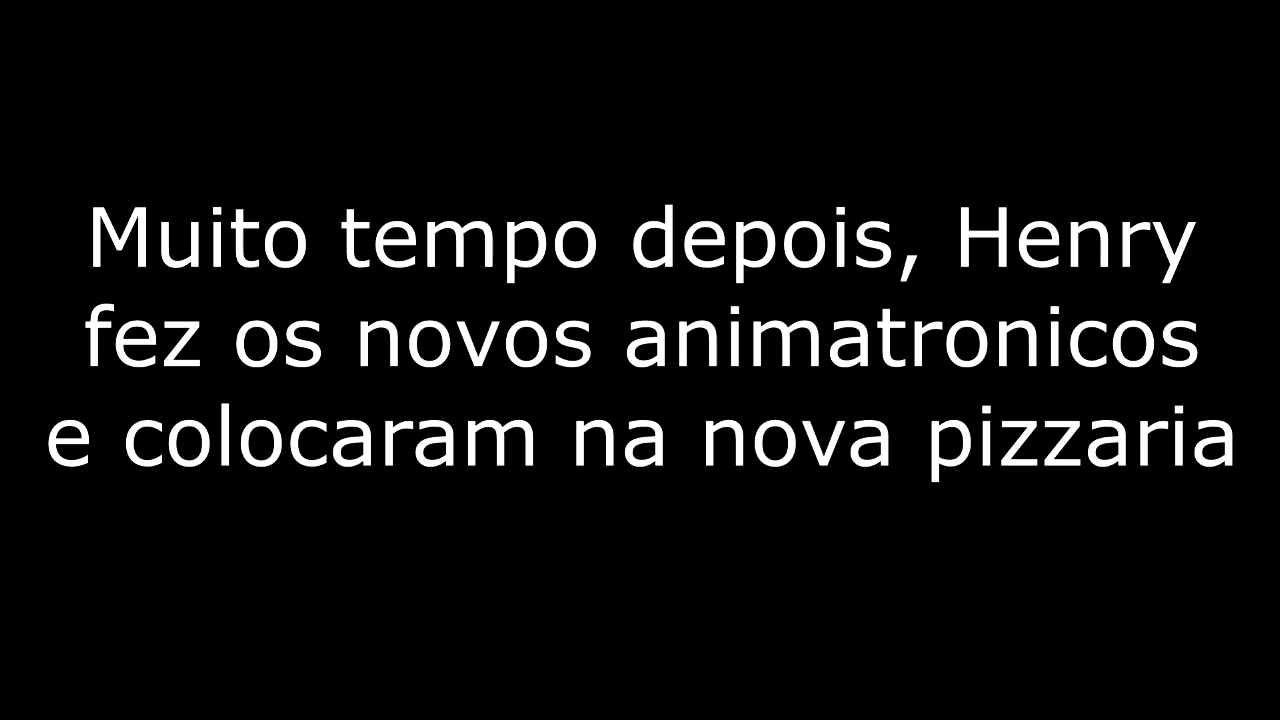 Muito tempo depois, Henry
fez os novos animatronicos
e colocaram na nova pizzaria